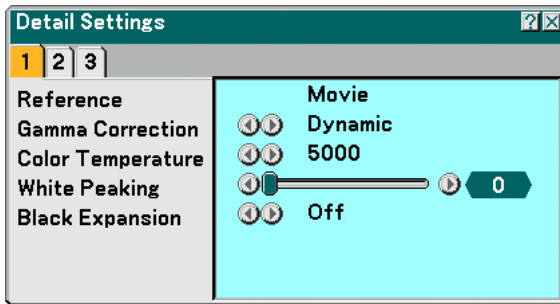 Detail Settings ? ×
1 2 3
Reference Movie
Gamma Correction Dynamic
Color Temperature 5000
White Peaking 0
Black Expansion Off